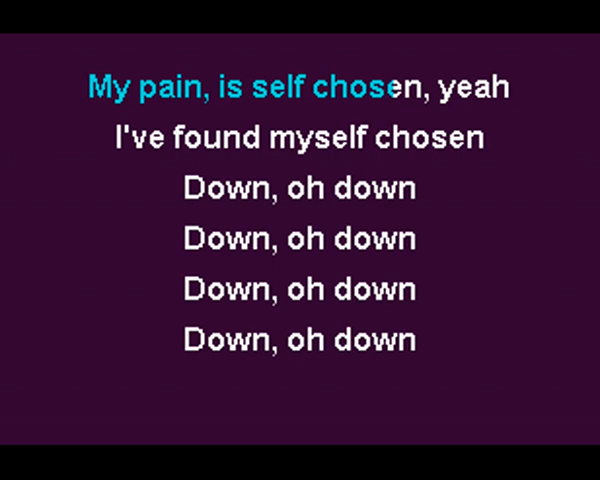 My pain, is self chosen, yeah
I've found myself chosen
Down, oh down
Down, oh down
Down, oh down
Down, oh down